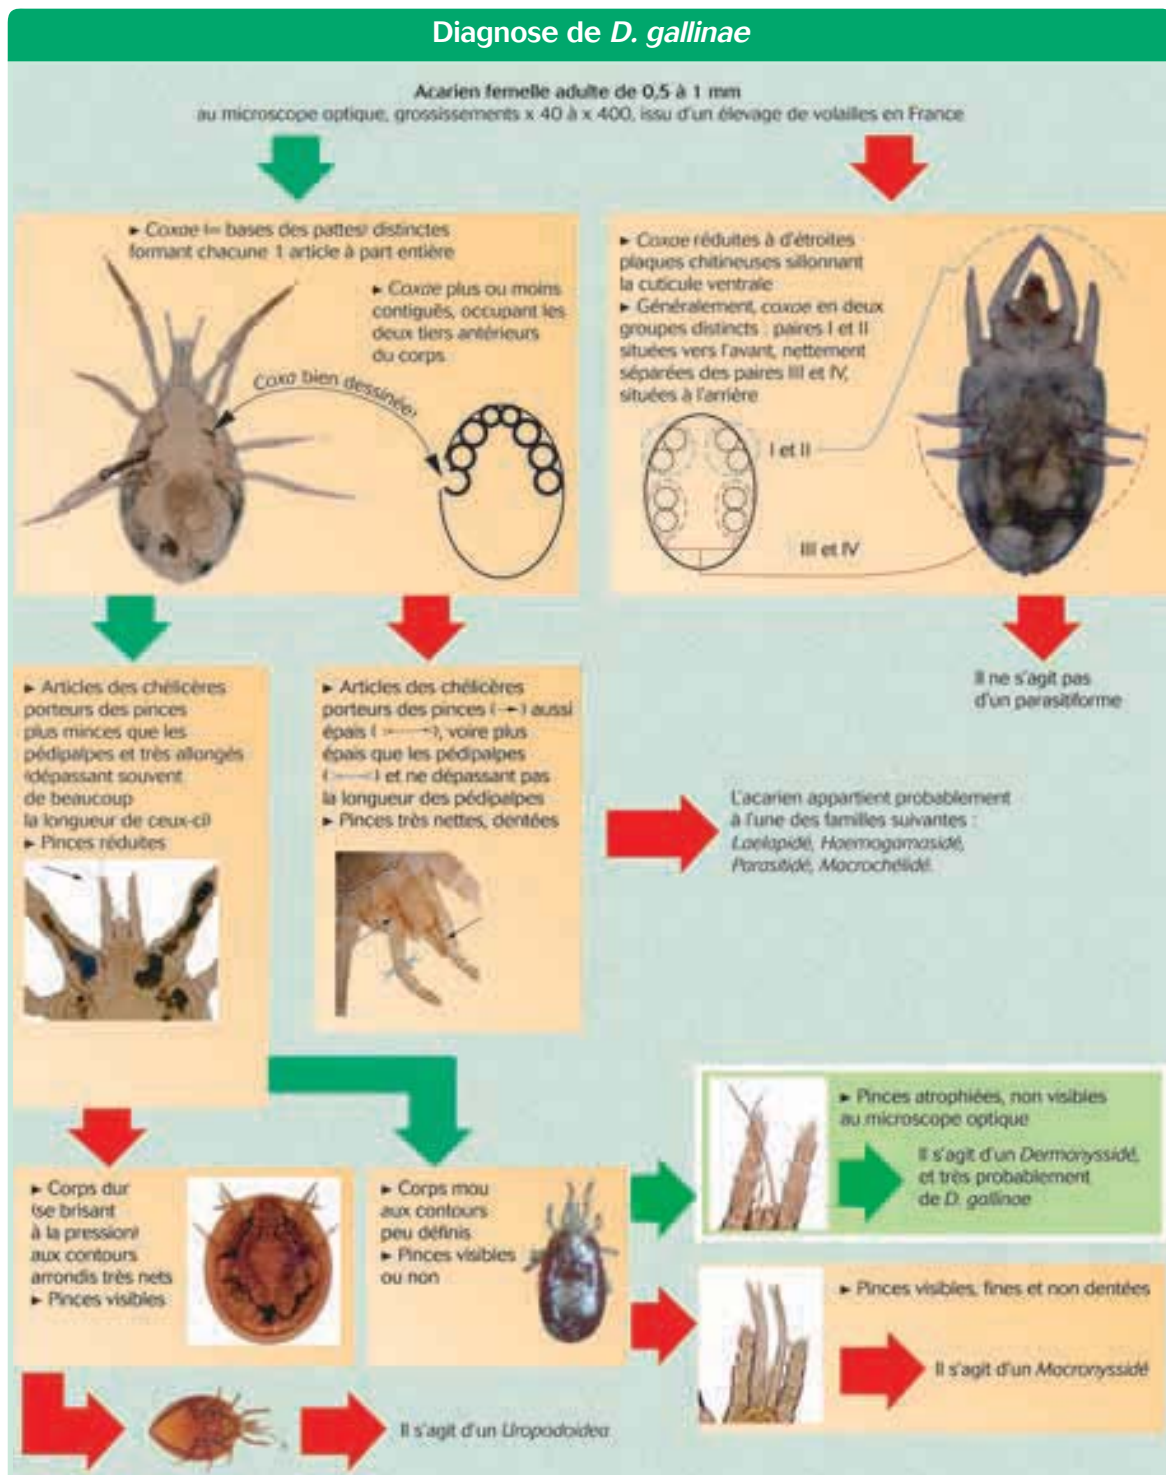 Diagnose de D. gallinae
Acarien femelle adulte de 0,5 à 1 mm
au microscope optique, grossissements x 40 à x 400, issu d'un élevage de volailles en France
► Coxae (= bases des pattes) distinctes
formant chacune 1 article à part entière
► Coxae plus ou moins
contiguës, occupant les
deux tiers antérieurs
du corps
Coxa bien dessinée
► Coxae réduites à d'étroites
plaques chitineuses sillonnant
la cuticule ventrale
► Généralement, coxae en deux
groupes distincts : paires I et II
situées vers l'avant, nettement
séparées des paires III et IV,
situées à l'arrière
I et II
III et IV
► Articles des chélicères
porteurs des pinces
plus minces que les
pédipalpes et très allongés
(dépassant souvent
de beaucoup
la longueur de ceux-ci)
► Pinces réduites
► Articles des chélicères
porteurs des pinces (→) aussi
épais (), voire plus
épais que les pédipalpes
() et ne dépassant pas
la longueur des pédipalpes
► Pinces très nettes, dentées
Il ne s'agit pas
d'un parasitiforme
L'acarien appartient probablement
à l'une des familles suivantes :
Laelapidé, Haemogamasidé,
Parasitidé, Macrochélidé.
► Corps dur
(se brisant
à la pression)
aux contours
arrondis très nets
► Pinces visibles
► Corps mou
aux contours
peu définis
► Pinces visibles
ou non
► Pinces atrophiées, non visibles
au microscope optique
Il s'agit d'un Dermanyssidé,
et très probablement
de D. gallinae
► Pinces visibles, fines et non dentées
Il s'agit d'un Macronyssidé
Il s'agit d'un Uropodoidea